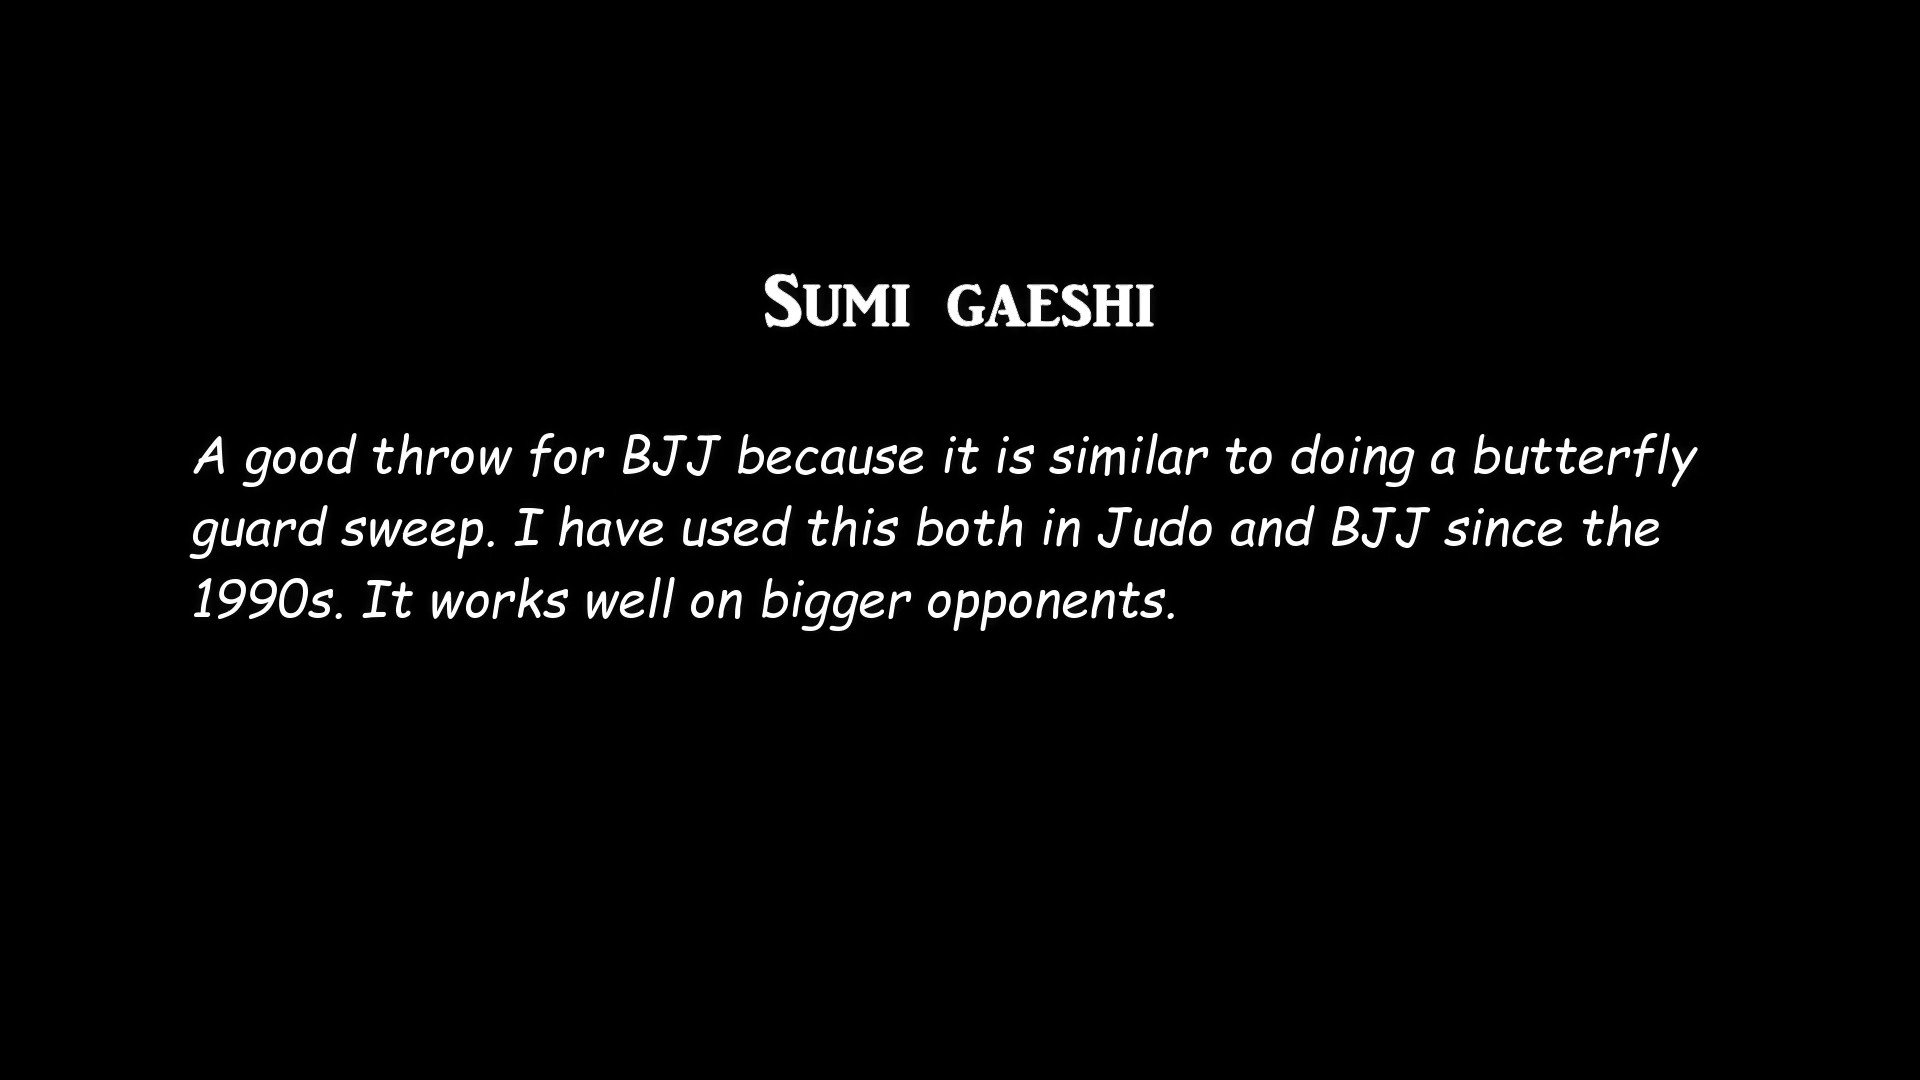 Sumi gaeshi
A good throw for BJJ because it is similar to doing a butterfly
guard sweep. I have used this both in Judo and BJJ since the
1990s. It works well on bigger opponents.